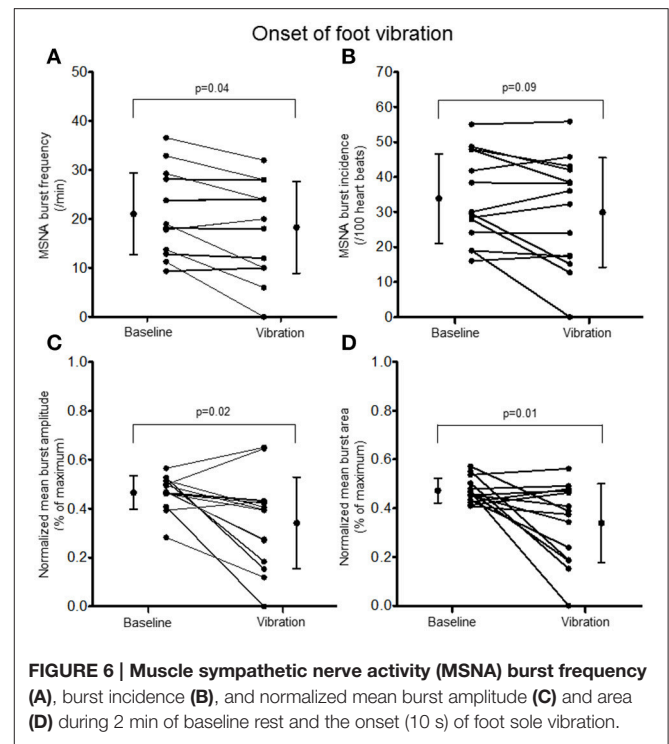 Onset of foot vibration
A
B
50
40
30
20
10
0
MSNA burst frequency
(/min)
p=0.04
Baseline
Vibration
70
60
50
40
30
20
10
0
MSNA burst incidence
(/100 heart beats)
p=0.09
Baseline
Vibration
C
D
1.0
0.8
0.6
0.4
0.2
0.0
Normalized mean burst amplitude
(% of maximum)
p=0.02
Baseline
Vibration
1.0
0.8
0.6
0.4
0.2
0.0
Normalized mean burst area
(% of maximum)
p=0.01
Baseline
Vibration
FIGURE 6 | Muscle sympathetic nerve activity (MSNA) burst frequency
(A), burst incidence (B), and normalized mean burst amplitude (C) and area
(D) during 2 min of baseline rest and the onset (10 s) of foot sole vibration.